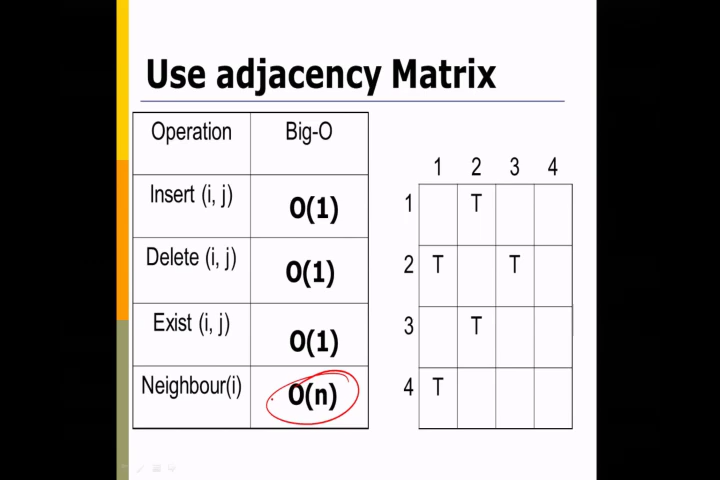 Use adjacency Matrix
Operation Big-O
Insert (i, j) O(1)
Delete (i, j) O(1)
Exist (i, j) O(1)
Neighbour(i) O(n)
1 2 3 4
1 T
2 T T
3 T
4 T